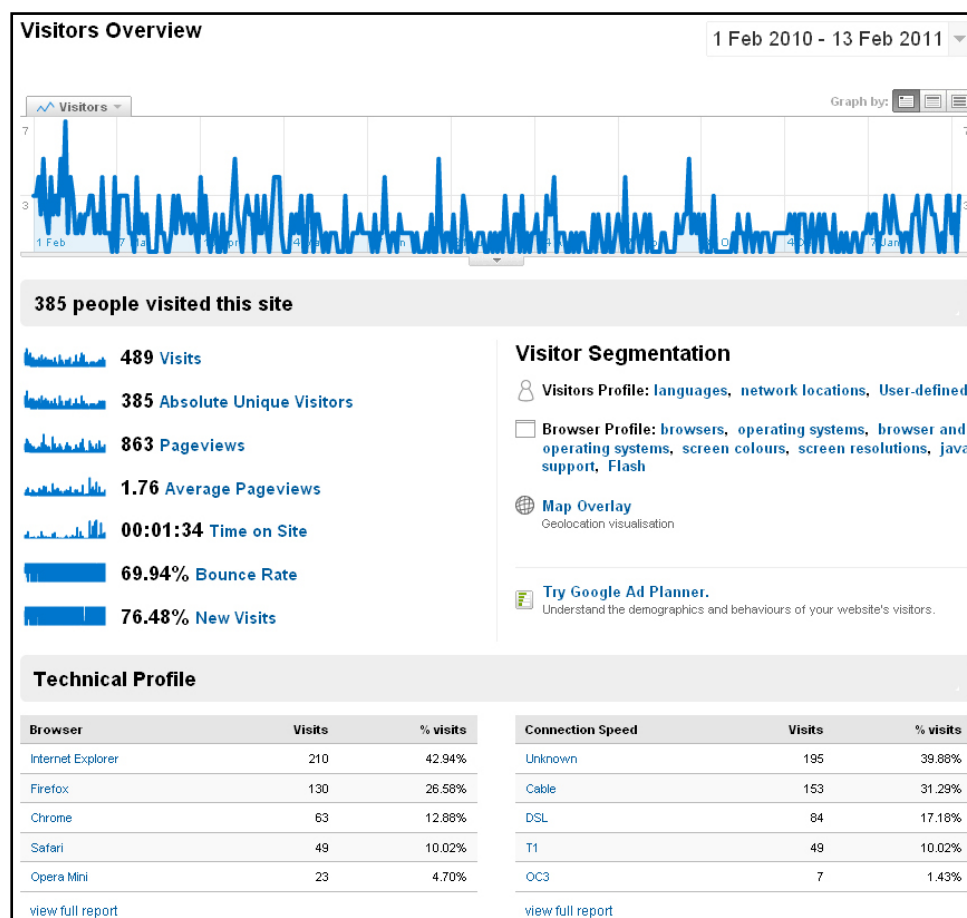 Visitors Overview
1 Feb 2010 - 13 Feb 2011
Visitors
Graph by:
7
3
1 Feb
385 people visited this site
489 Visits
385 Absolute Unique Visitors
863 Pageviews
1.76 Average Pageviews
00:01:34 Time on Site
69.94% Bounce Rate
76.48% New Visits
Visitor Segmentation
Visitors Profile: languages, network locations, User-defined
Browser Profile: browsers, operating systems, browser and
operating systems, screen colours, screen resolutions, java
support, Flash
Map Overlay
Geolocation visualisation
Try Google Ad Planner.
Understand the demographics and behaviours of your website's visitors.
Technical Profile
Browser Visits % visits
Internet Explorer 210 42.94%
Firefox 130 26.58%
Chrome 63 12.88%
Safari 49 10.02%
Opera Mini 23 4.70%
view full report
Connection Speed Visits % visits
Unknown 195 39.88%
Cable 153 31.29%
DSL 84 17.18%
T1 49 10.02%
OC3 7 1.43%
view full report